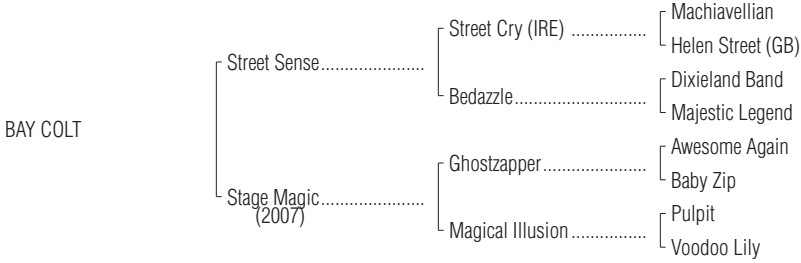 Machiavellian
Street Cry (IRE) ................
Helen Street (GB)
Street Sense......................
Dixieland Band
Bedazzle............................
Majestic Legend
BAY COLT
Awesome Again
Ghostzapper......................
Baby Zip
Stage Magic......................
(2007)
Pulpit
Magical Illusion ................
Voodoo Lily